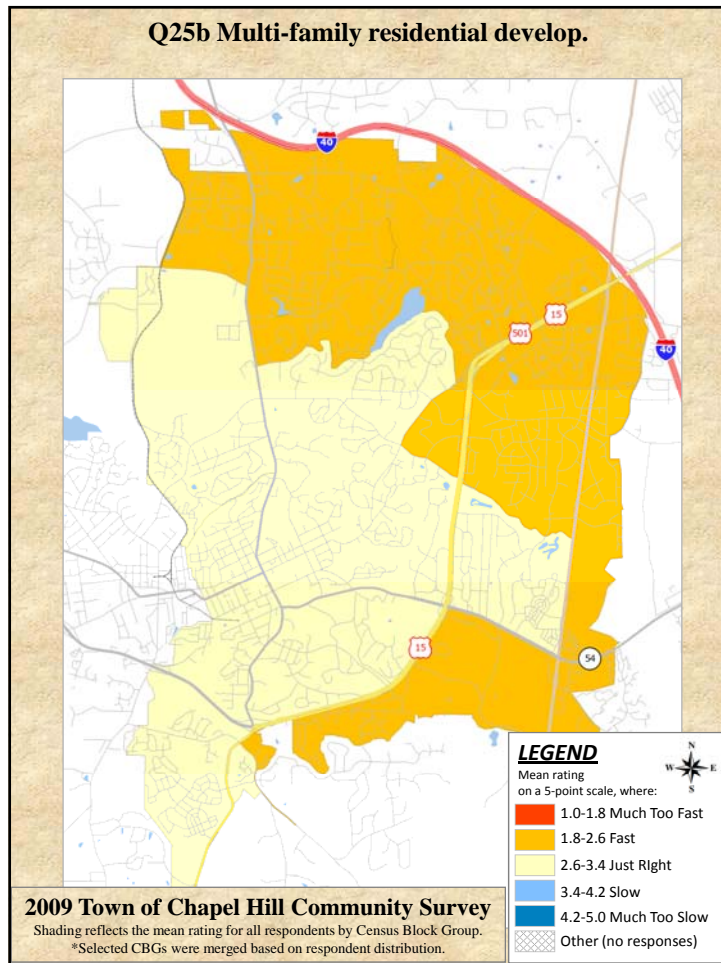 Q25b Multi-family residential develop.
40
15
501
40
15
54
LEGEND
Mean rating
on a 5-point scale, where:
N
W E
S
1.0-1.8 Much Too Fast
1.8-2.6 Fast
2.6-3.4 Just RIght
3.4-4.2 Slow
4.2-5.0 Much Too Slow
Other (no responses)
2009 Town of Chapel Hill Community Survey
Shading reflects the mean rating for all respondents by Census Block Group.
*Selected CBGs were merged based on respondent distribution.